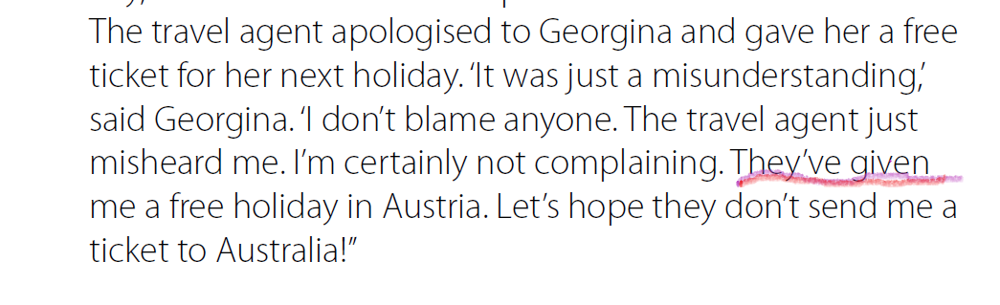 The travel agent apologised to Georgina and gave her a free
ticket for her next holiday. ‘It was just a misunderstanding,’
said Georgina. ‘I don’t blame anyone. The travel agent just
misheard me. I’m certainly not complaining. They’ve given
me a free holiday in Austria. Let’s hope they don’t send me a
ticket to Australia!”